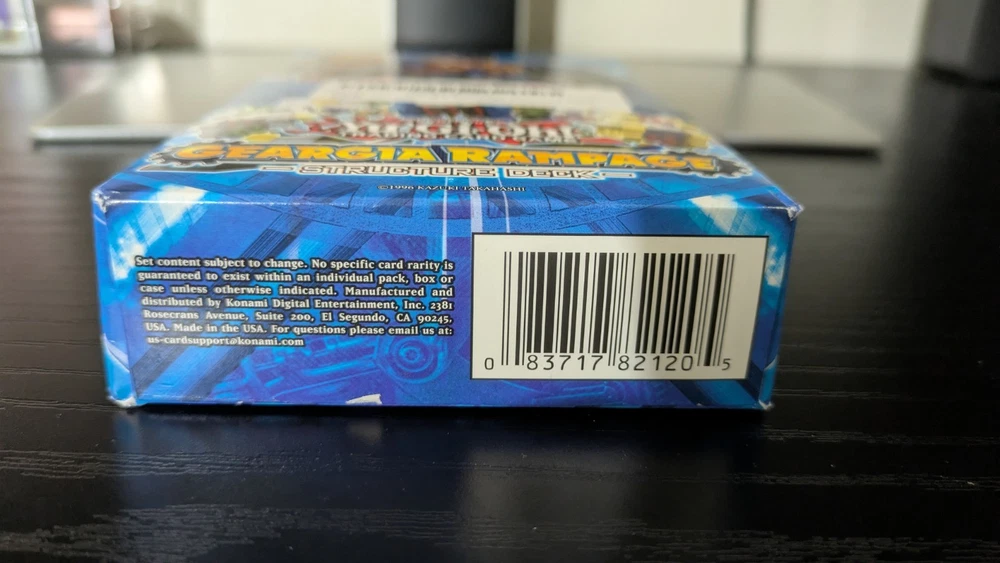 GEARGIA RAMPAGE
STRUCTURE DECK
©1996 KAZUKI TAKAHASHI
Set content subject to change. No specific card rarity is
guaranteed to exist within an individual pack, box or
case unless otherwise indicated. Manufactured and
distributed by Konami Digital Entertainment, Inc. 2381
Rosecrans Avenue, Suite 200, El Segundo, CA 90245,
USA. Made in the USA. For questions please email us at:
us-cardsupport@konami.com
0 83717 82120 5